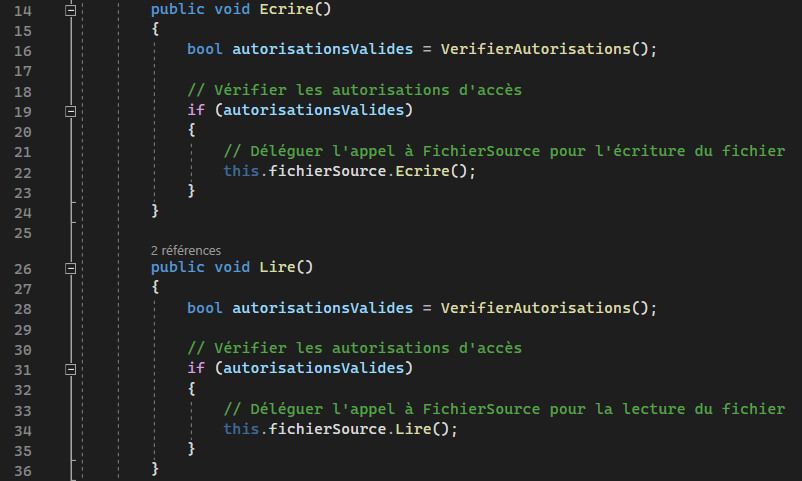 14 public void Ecrire()
15 {
16 bool autorisationsValides = VerifierAutorisations();
17
18 // Vérifier les autorisations d'accès
19 if (autorisationsValides)
20 {
21 // Déléguer l'appel à FichierSource pour l'écriture du fichier
22 this.fichierSource.Ecrire();
23 }
24 }
25
2 références
26 public void Lire()
27 {
28 bool autorisationsValides = VerifierAutorisations();
29
30 // Vérifier les autorisations d'accès
31 if (autorisationsValides)
32 {
33 // Déléguer l'appel à FichierSource pour la lecture du fichier
34 this.fichierSource.Lire();
35 }
36 }